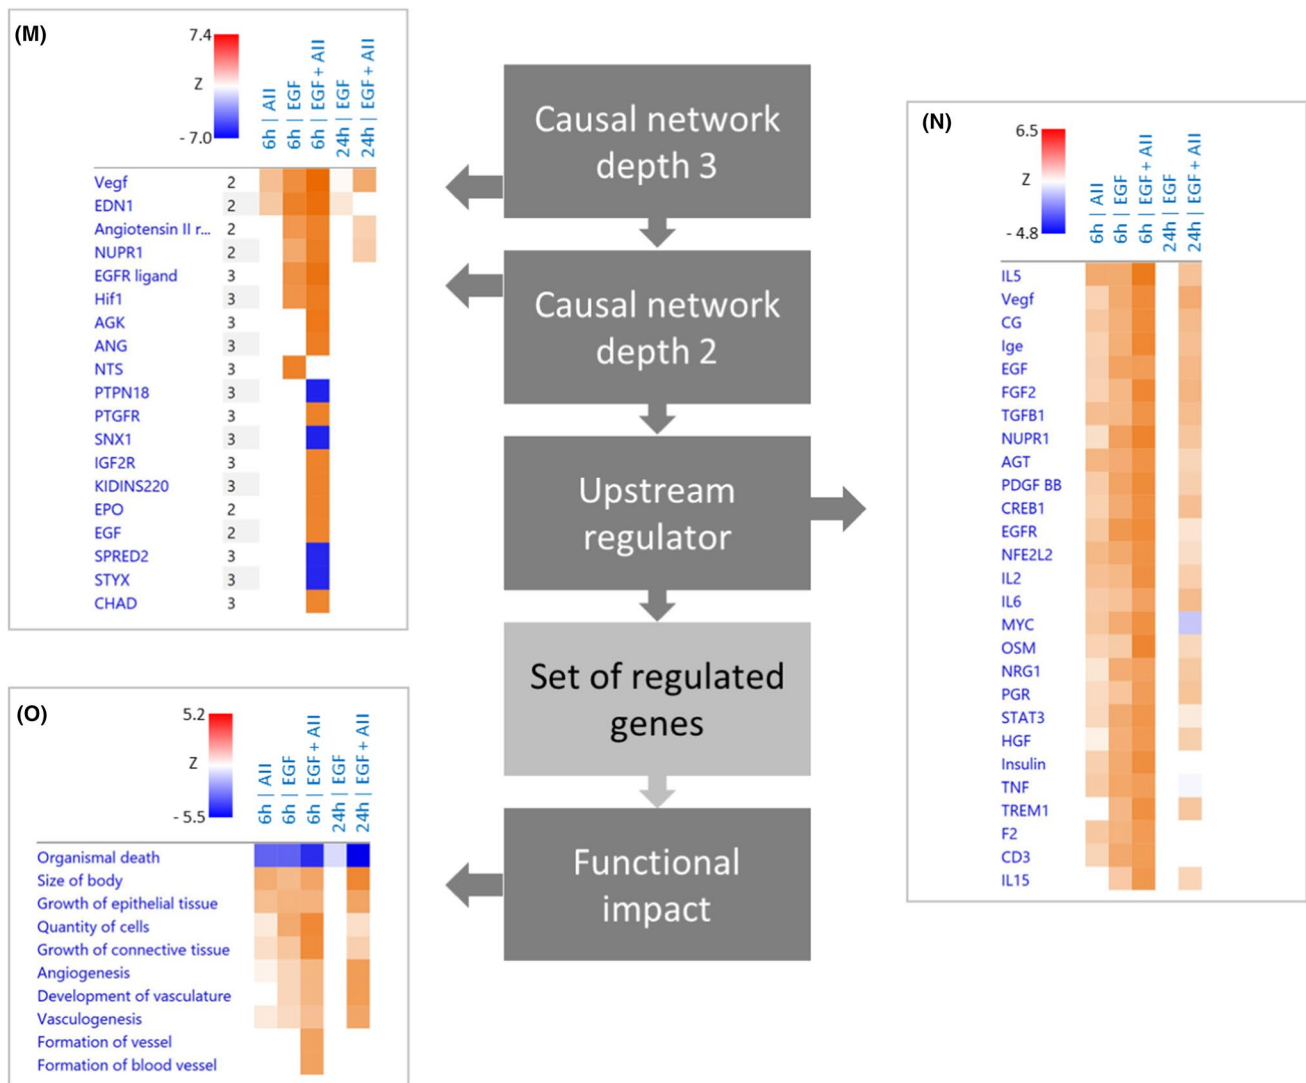 (M)
7.4
Z
- 7.0
6h | AII
6h | EGF
6h | EGF + AII
24h | EGF
24h | EGF + AII
Vegf 2
EDN1 2
Angiotensin II r... 2
NUPR1 2
EGFR ligand 3
Hif1 3
AGK 3
ANG 3
NTS 3
PTPN18 3
PTGFR 3
SNX1 3
IGF2R 3
KIDINS220 3
EPO 2
EGF 2
SPRED2 3
STYX 3
CHAD 3
Causal network
depth 3
Causal network
depth 2
Upstream
regulator
Set of regulated
genes
Functional
impact
(N)
6.5
Z
- 4.8
6h | AII
6h | EGF
6h | EGF + AII
24h | EGF
24h | EGF + AII
IL5
Vegf
CG
Ige
EGF
FGF2
TGFB1
NUPR1
AGT
PDGF BB
CREB1
EGFR
NFE2L2
IL2
IL6
MYC
OSM
NRG1
PGR
STAT3
HGF
Insulin
TNF
TREM1
F2
CD3
IL15
(O)
5.2
Z
- 5.5
6h | AII
6h | EGF
6h | EGF + AII
24h | EGF
24h | EGF + AII
Organismal death
Size of body
Growth of epithelial tissue
Quantity of cells
Growth of connective tissue
Angiogenesis
Development of vasculature
Vasculogenesis
Formation of vessel
Formation of blood vessel